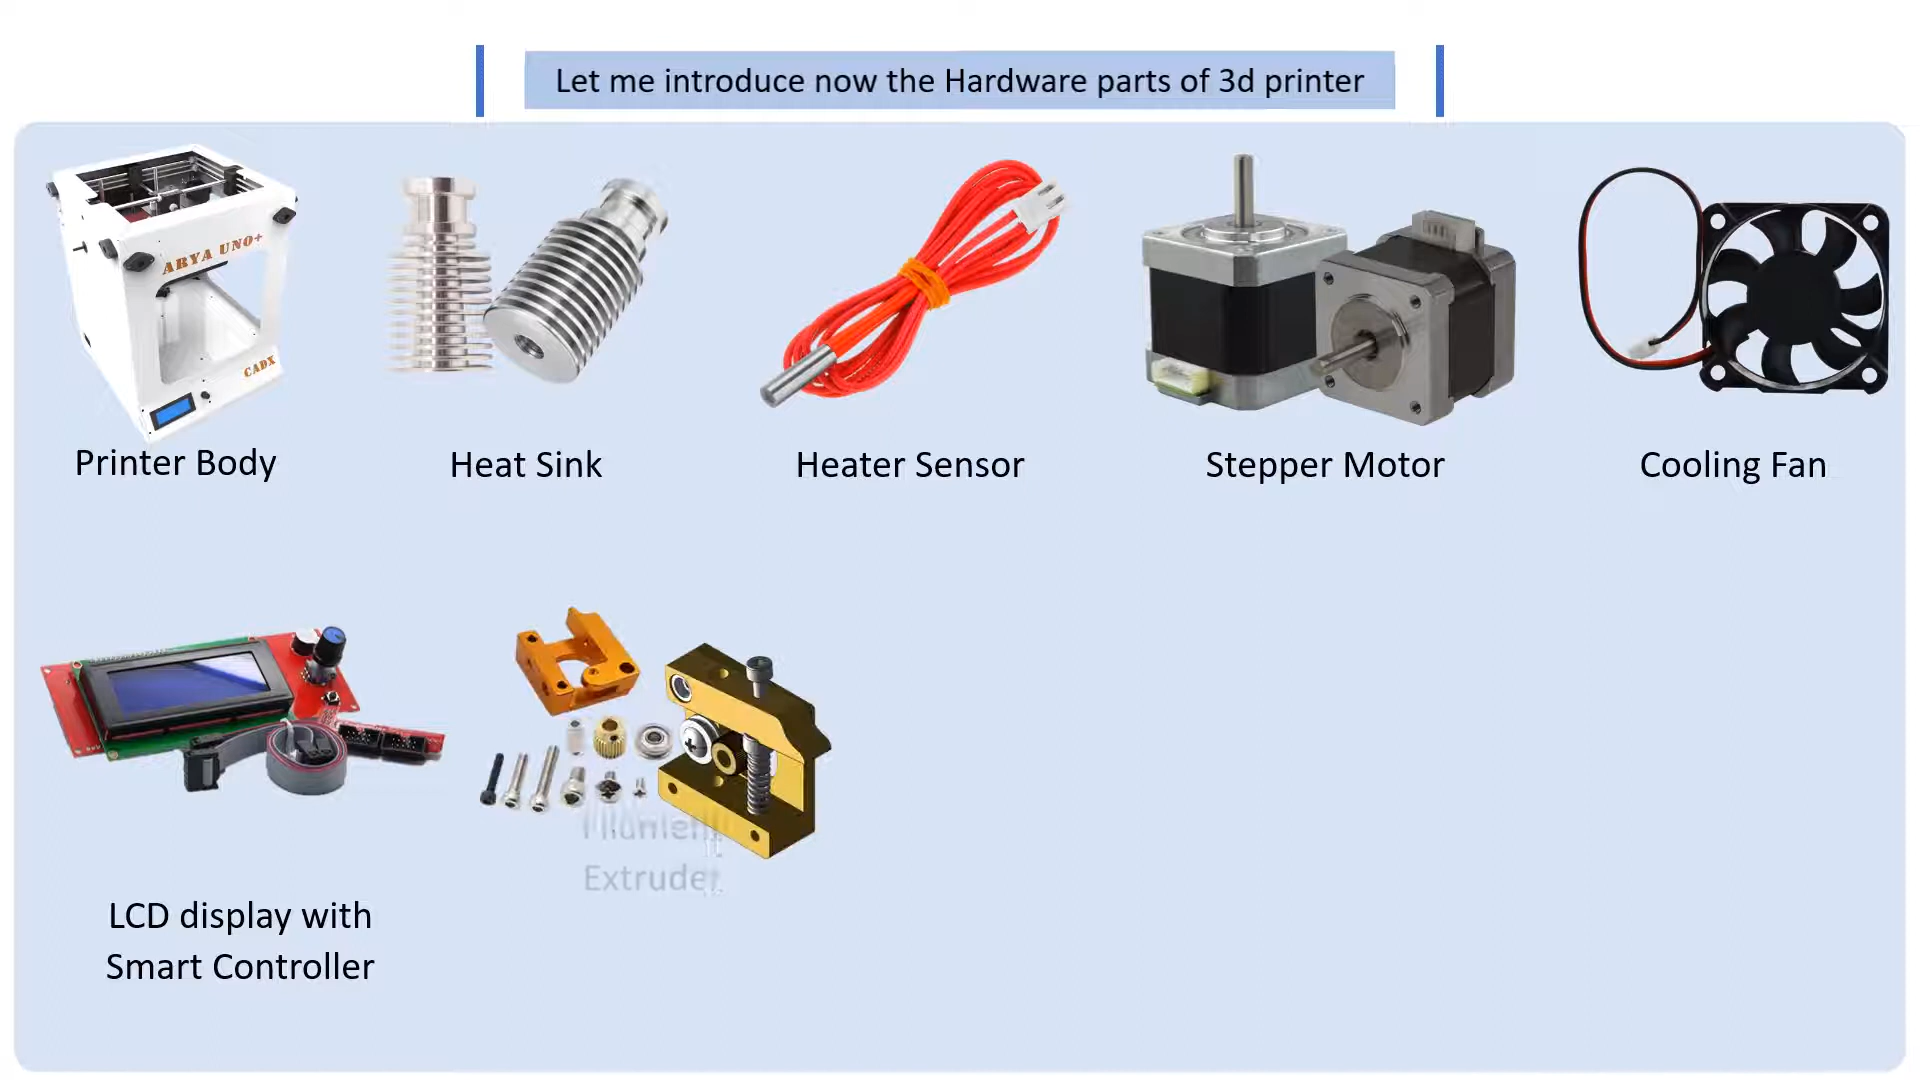 Let me introduce now the Hardware parts of 3d printer
ARYA UNO+
CADX
Printer Body
Heat Sink
Heater Sensor
Stepper Motor
Cooling Fan
Extruder
LCD display with
Smart Controller